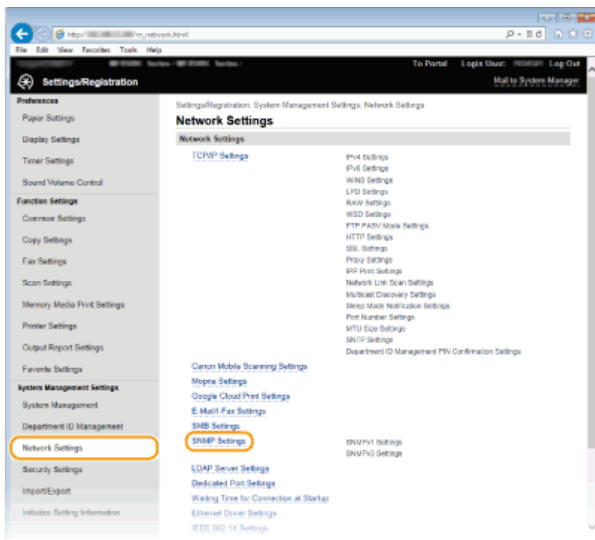 http://
m_network.html
File Edit View Favorites Tools Help
To Portal Login User: Log Out
Settings/Registration
Mail to System Manager
Preferences
Paper Settings
Display Settings
Timer Settings
Sound Volume Control
Function Settings
Common Settings
Copy Settings
Fax Settings
Scan Settings
Memory Media Print Settings
Printer Settings
Output Report Settings
Favorite Settings
System Management Settings
System Management
Department ID Management
Network Settings
Security Settings
Import/Export
Initialize Setting Information
Settings/Registration: System Management Settings: Network Settings
Network Settings
Network Settings
TCP/IP Settings
IPv4 Settings
IPv6 Settings
WINS Settings
LPD Settings
RAW Settings
WSD Settings
FTP PASV Mode Settings
HTTP Settings
SSL Settings
Proxy Settings
IPP Print Settings
Network Link Scan Settings
Multicast Discovery Settings
Sleep Mode Notification Settings
Port Number Settings
MTU Size Settings
SNTP Settings
Department ID Management PIN Confirmation Settings
Canon Mobile Scanning Settings
Mopria Settings
Google Cloud Print Settings
E-Mail/I-Fax Settings
SMB Settings
SNMP Settings
SNMPv1 Settings
SNMPv3 Settings
LDAP Server Settings
Dedicated Port Settings
Waiting Time for Connection at Startup
Ethernet Driver Settings
IEEE 802.1X Settings